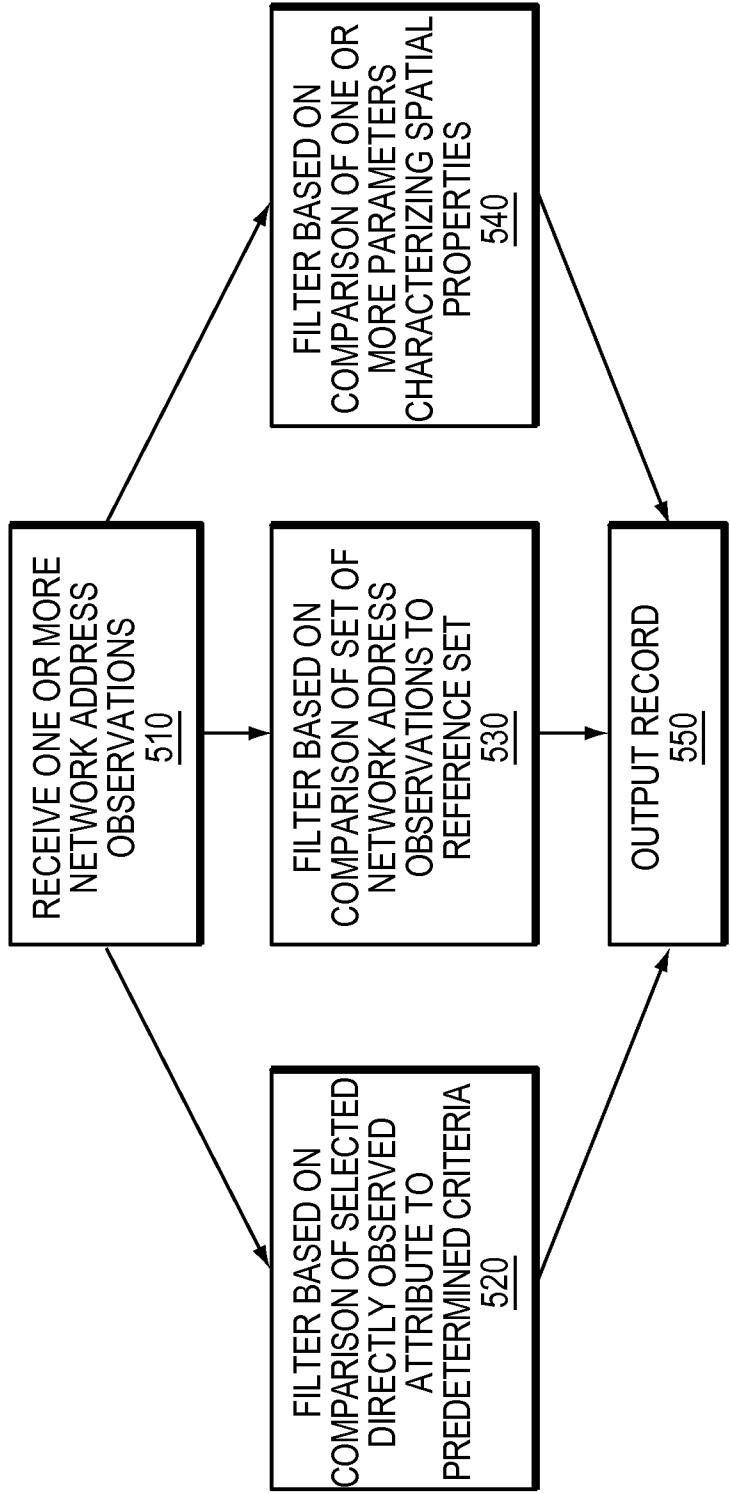 RECEIVE ONE OR MORE
NETWORK ADDRESS
OBSERVATIONS
510
FILTER BASED ON
COMPARISON OF SELECTED
DIRECTLY OBSERVED
ATTRIBUTE TO
PREDETERMINED CRITERIA
520
FILTER BASED ON
COMPARISON OF SET OF
NETWORK ADDRESS
OBSERVATIONS TO
REFERENCE SET
530
FILTER BASED ON
COMPARISON OF ONE OR
MORE PARAMETERS
CHARACTERIZING SPATIAL
PROPERTIES
540
OUTPUT RECORD
550